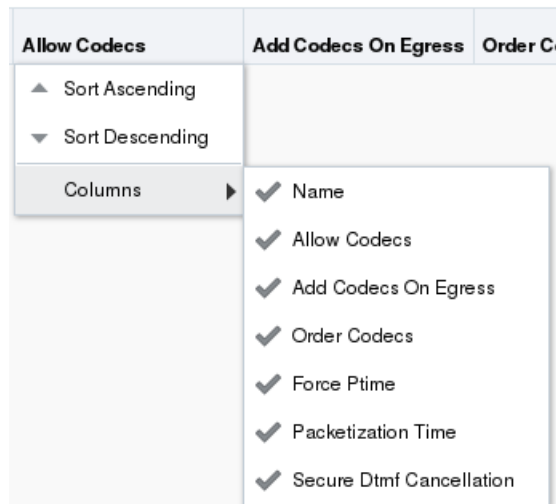 Allow Codecs Add Codecs On Egress Order C
Sort Ascending
Sort Descending
Columns
Name
Allow Codecs
Add Codecs On Egress
Order Codecs
Force Ptime
Packetization Time
Secure Dtmf Cancellation